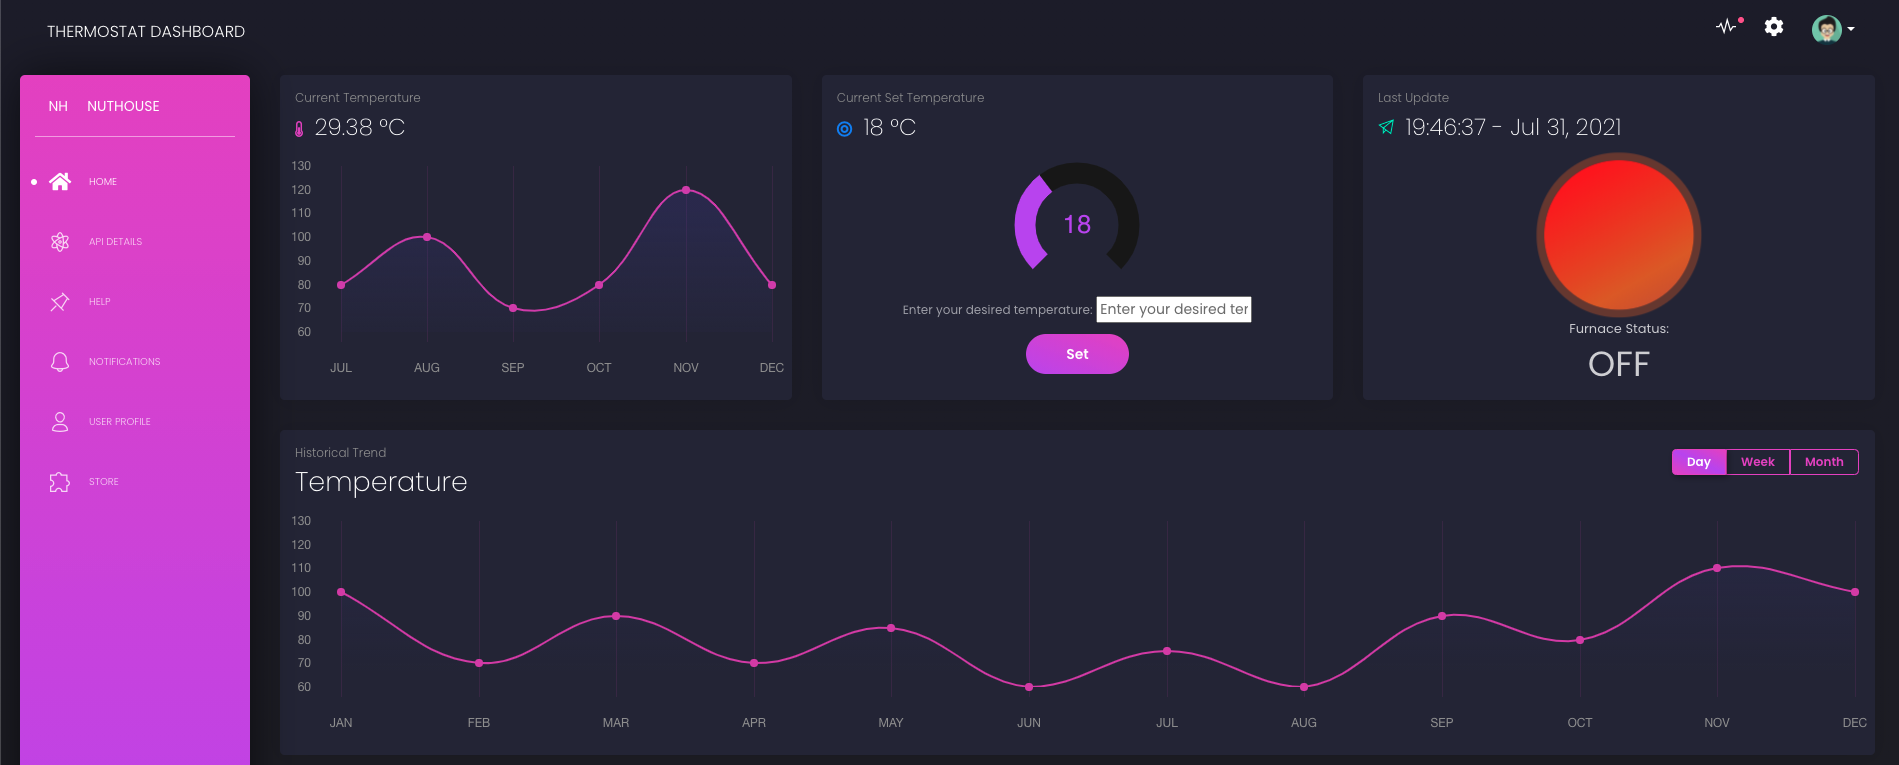 THERMOSTAT DASHBOARD
NH NUTHOUSE
HOME
API DETAILS
HELP
NOTIFICATIONS
USER PROFILE
STORE
Current Temperature
29.38 ºC
130
120
110
100
90
80
70
60
JUL AUG SEP OCT NOV DEC
Current Set Temperature
18 ºC
18
Enter your desired temperature: Enter your desired ter
Set
Last Update
19:46:37 - Jul 31, 2021
Furnace Status:
OFF
Historical Trend
Temperature
Day Week Month
130
120
110
100
90
80
70
60
JAN FEB MAR APR MAY JUN JUL AUG SEP OCT NOV DEC